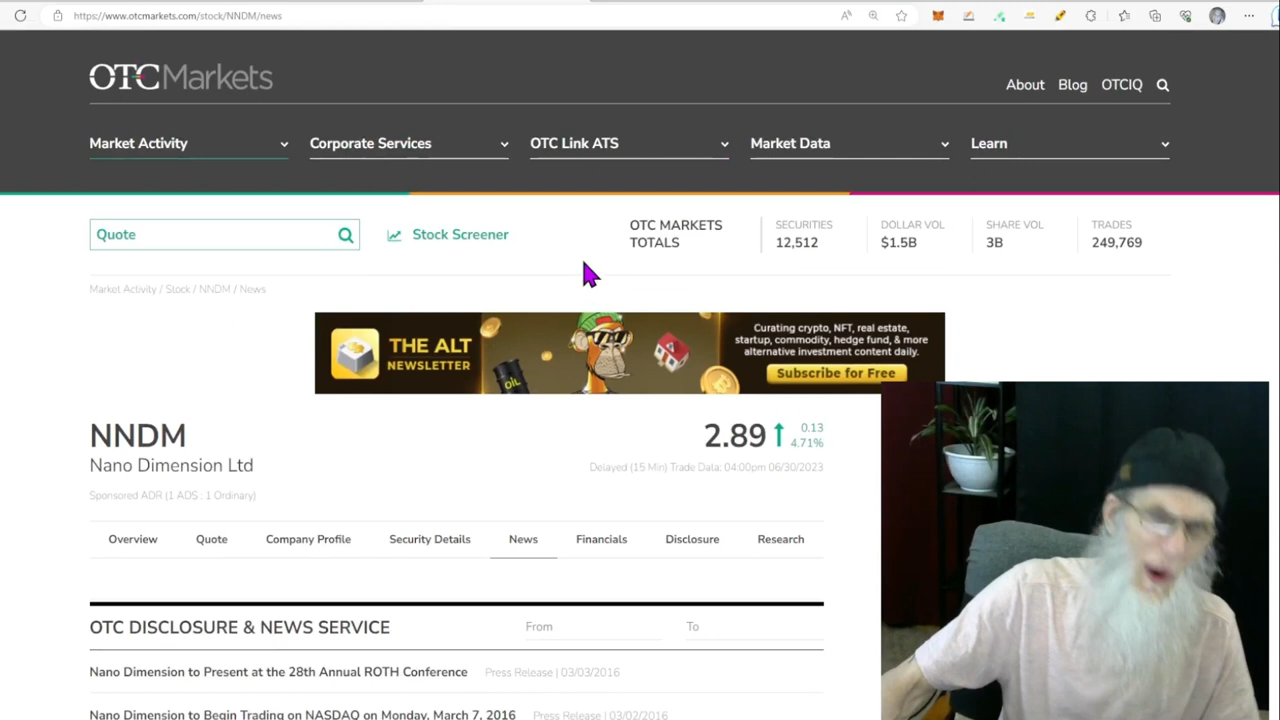 https://www.otcmarkets.com/stock/NNDM/news
OTCMarkets
About Blog OTCIQ
Market Activity Corporate Services OTC Link ATS Market Data Learn
Quote
Stock Screener
OTC MARKETS
TOTALS
SECURITIES
12,512
DOLLAR VOL
$1.5B
SHARE VOL
3B
TRADES
249,769
Market Activity / Stock / NNDM / News
THE ALT
NEWSLETTER
OIL
Curating crypto, NFT, real estate,
startup, commodity, hedge fund, & more
alternative investment content daily.
Subscribe for Free
NNDM
2.89
0.13
4.71%
Nano Dimension Ltd
Delayed (15 Min) Trade Data: 04:00pm 06/30/2023
Sponsored ADR (1 ADS : 1 Ordinary)
Overview Quote Company Profile Security Details News Financials Disclosure Research
OTC DISCLOSURE & NEWS SERVICE
From To
Nano Dimension to Present at the 28th Annual ROTH Conference Press Release | 03/03/2016
Nano Dimension to Begin Trading on NASDAQ on Monday, March 7, 2016 Press Release | 03/02/2016